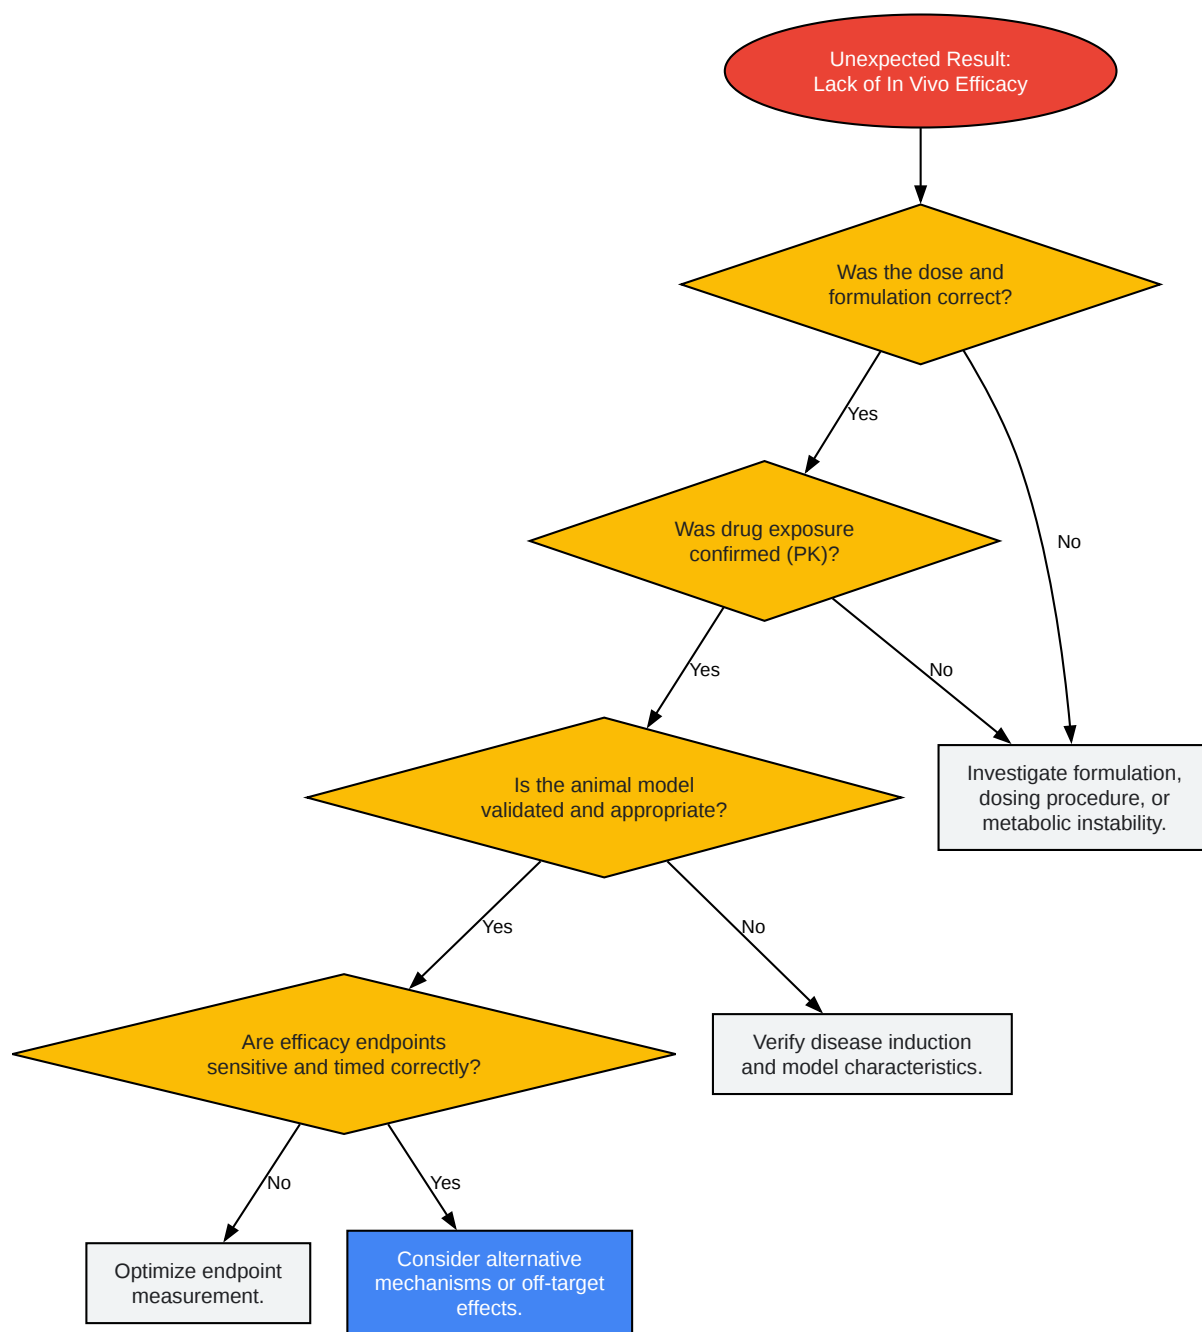 Unexpected Result:
Lack of In Vivo Efficacy
Was the dose and
formulation correct?
Yes
No
Was drug exposure
confirmed (PK)?
Yes
No
Is the animal model
validated and appropriate?
Investigate formulation,
dosing procedure, or
metabolic instability.
Yes
No
Are efficacy endpoints
sensitive and timed correctly?
Verify disease induction
and model characteristics.
No
Yes
Optimize endpoint
measurement.
Consider alternative
mechanisms or off-target
effects.